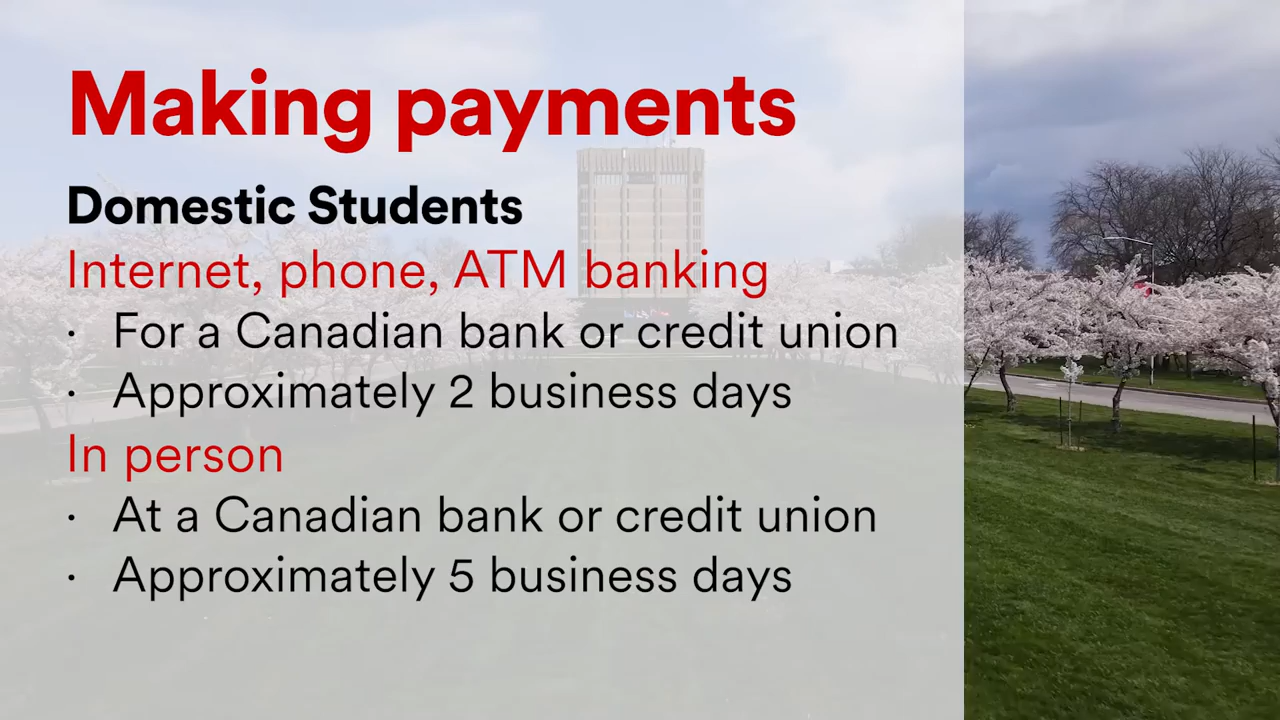 Making payments
Domestic Students
Internet, phone, ATM banking
· For a Canadian bank or credit union
· Approximately 2 business days
In person
· At a Canadian bank or credit union
· Approximately 5 business days